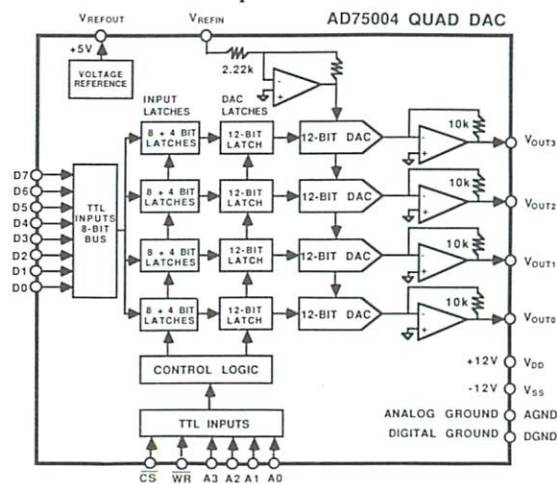 AD75004 QUAD DAC
VREFOUT
VREFIN
+5V
2.22k
VOLTAGE
REFERENCE
INPUT
LATCHES
DAC
LATCHES
8 + 4 BIT
LATCHES
12-BIT
LATCH
12-BIT DAC
10k
VOUT3
8 + 4 BIT
LATCHES
12-BIT
LATCH
12-BIT DAC
10k
VOUT2
8 + 4 BIT
LATCHES
12-BIT
LATCH
12-BIT DAC
10k
VOUT1
8 + 4 BIT
LATCHES
12-BIT
LATCH
12-BIT DAC
10k
VOUT0
D7
D6
D5
D4
D3
D2
D1
D0
TTL
INPUTS
8-BIT
BUS
CONTROL LOGIC
TTL INPUTS
+12V VDD
-12V VSS
ANALOG GROUND AGND
DIGITAL GROUND DGND
CS WR A3 A2 A1 A0